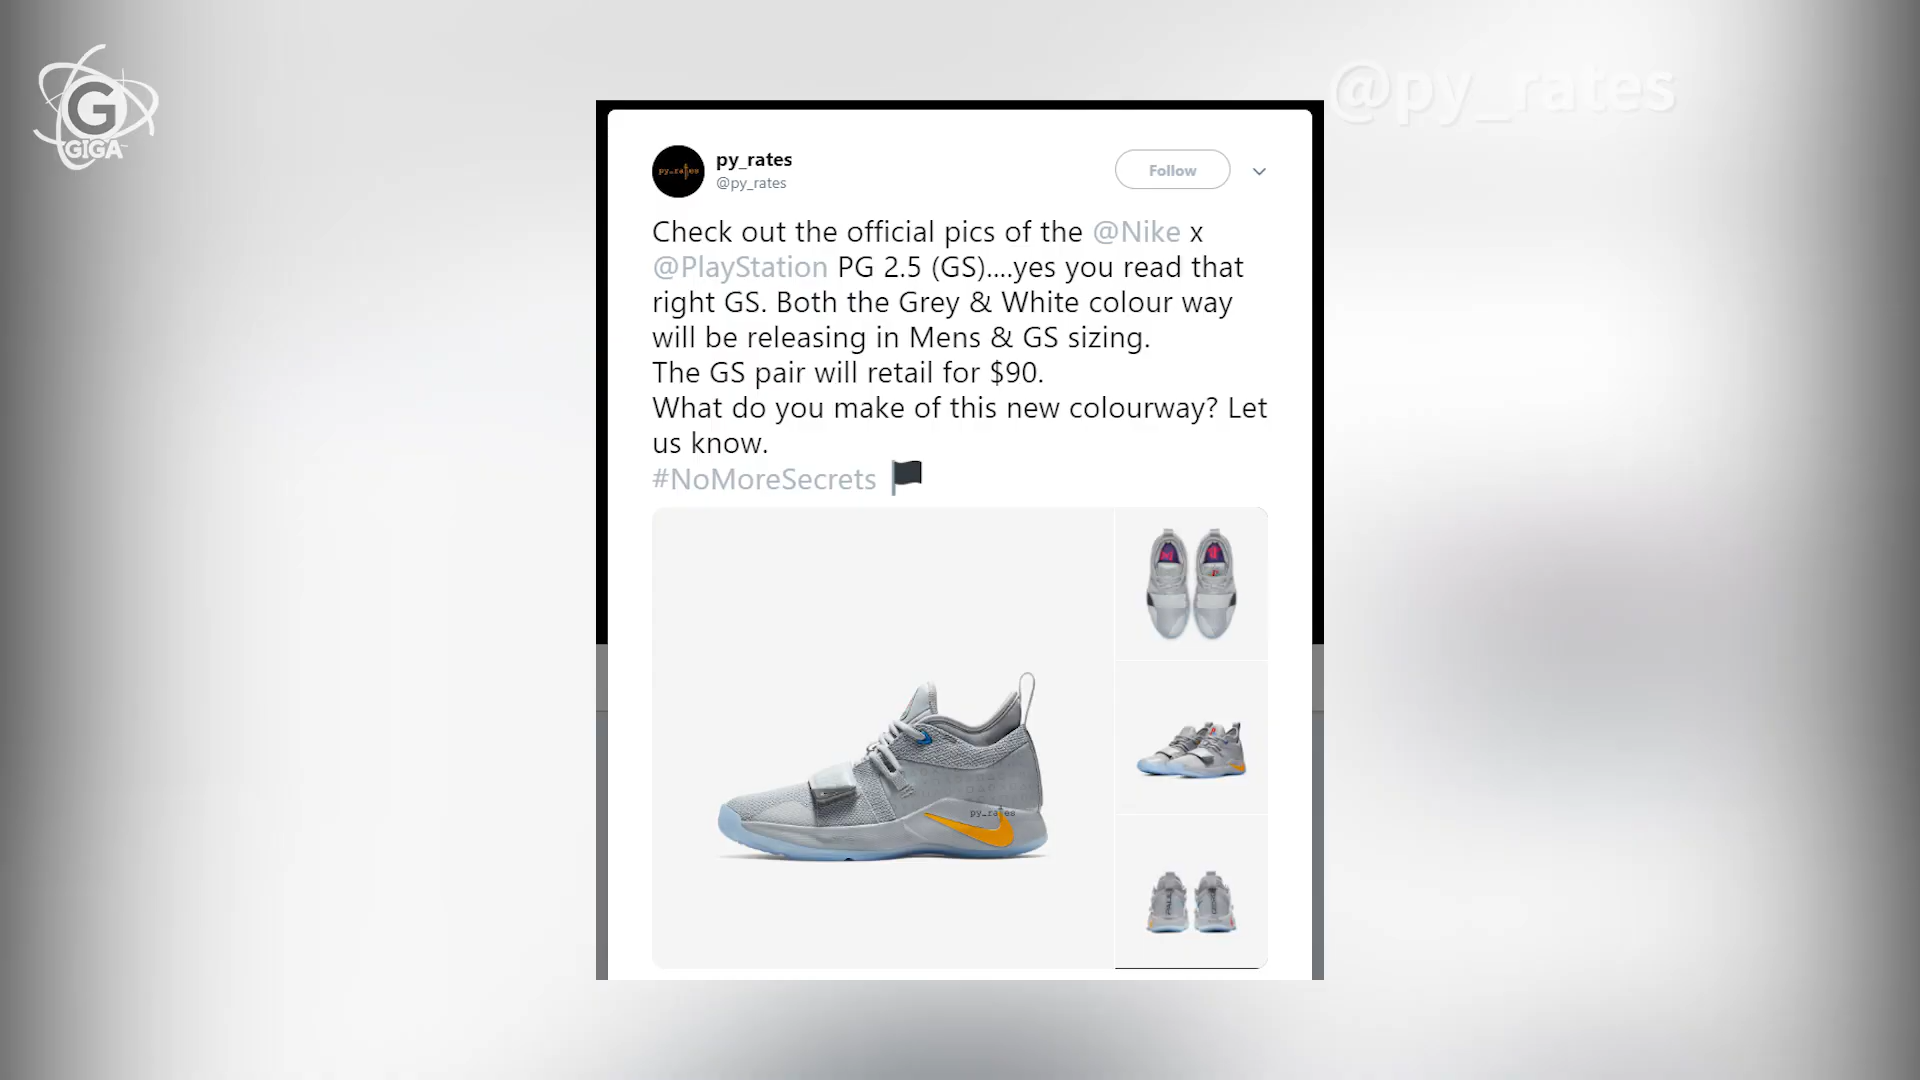 G
GIGA
@py_rates
py_rates
py_rates
@py_rates
Follow
Check out the official pics of the @Nike x
@PlayStation PG 2.5 (GS)....yes you read that
right GS. Both the Grey & White colour way
will be releasing in Mens & GS sizing.
The GS pair will retail for $90.
What do you make of this new colourway? Let
us know.
#NoMoreSecrets
py_rates